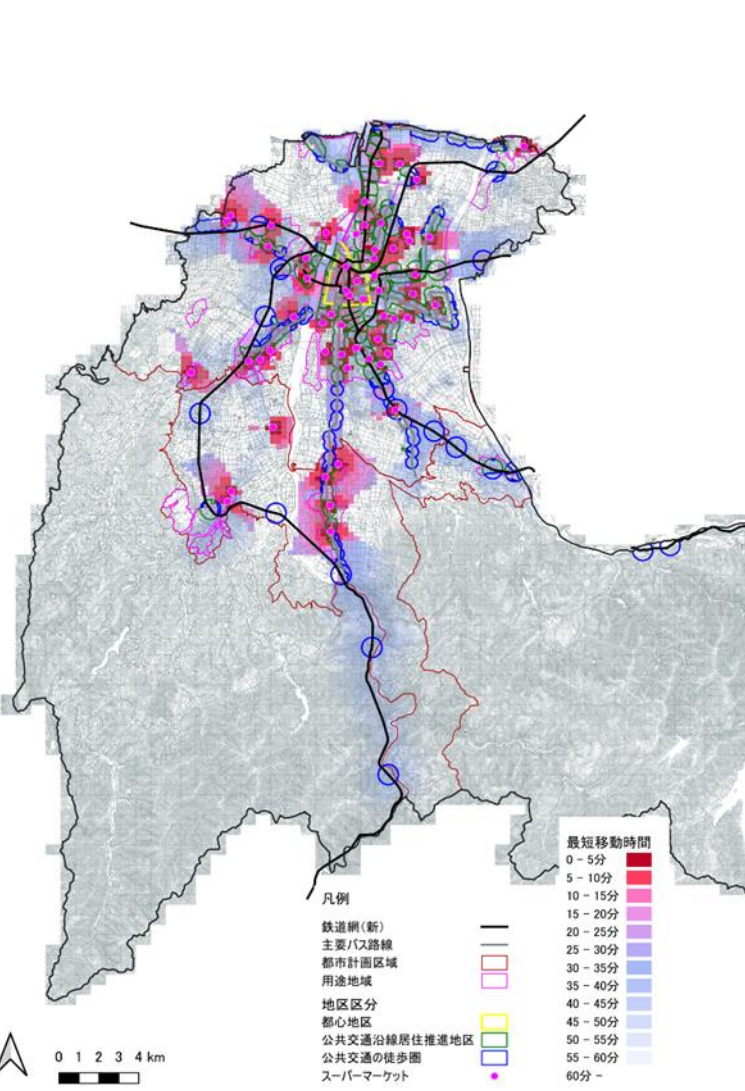 最短移動時間
0 - 5分
5 - 10分
10 - 15分
15 - 20分
20 - 25分
25 - 30分
30 - 35分
35 - 40分
40 - 45分
45 - 50分
50 - 55分
55 - 60分
60分 -
凡例
鉄道網(新)
主要バス路線
都市計画区域
用途地域
地区区分
都心地区
公共交通沿線居住推進地区
公共交通の徒歩圏
スーパーマーケット
0 1 2 3 4 km